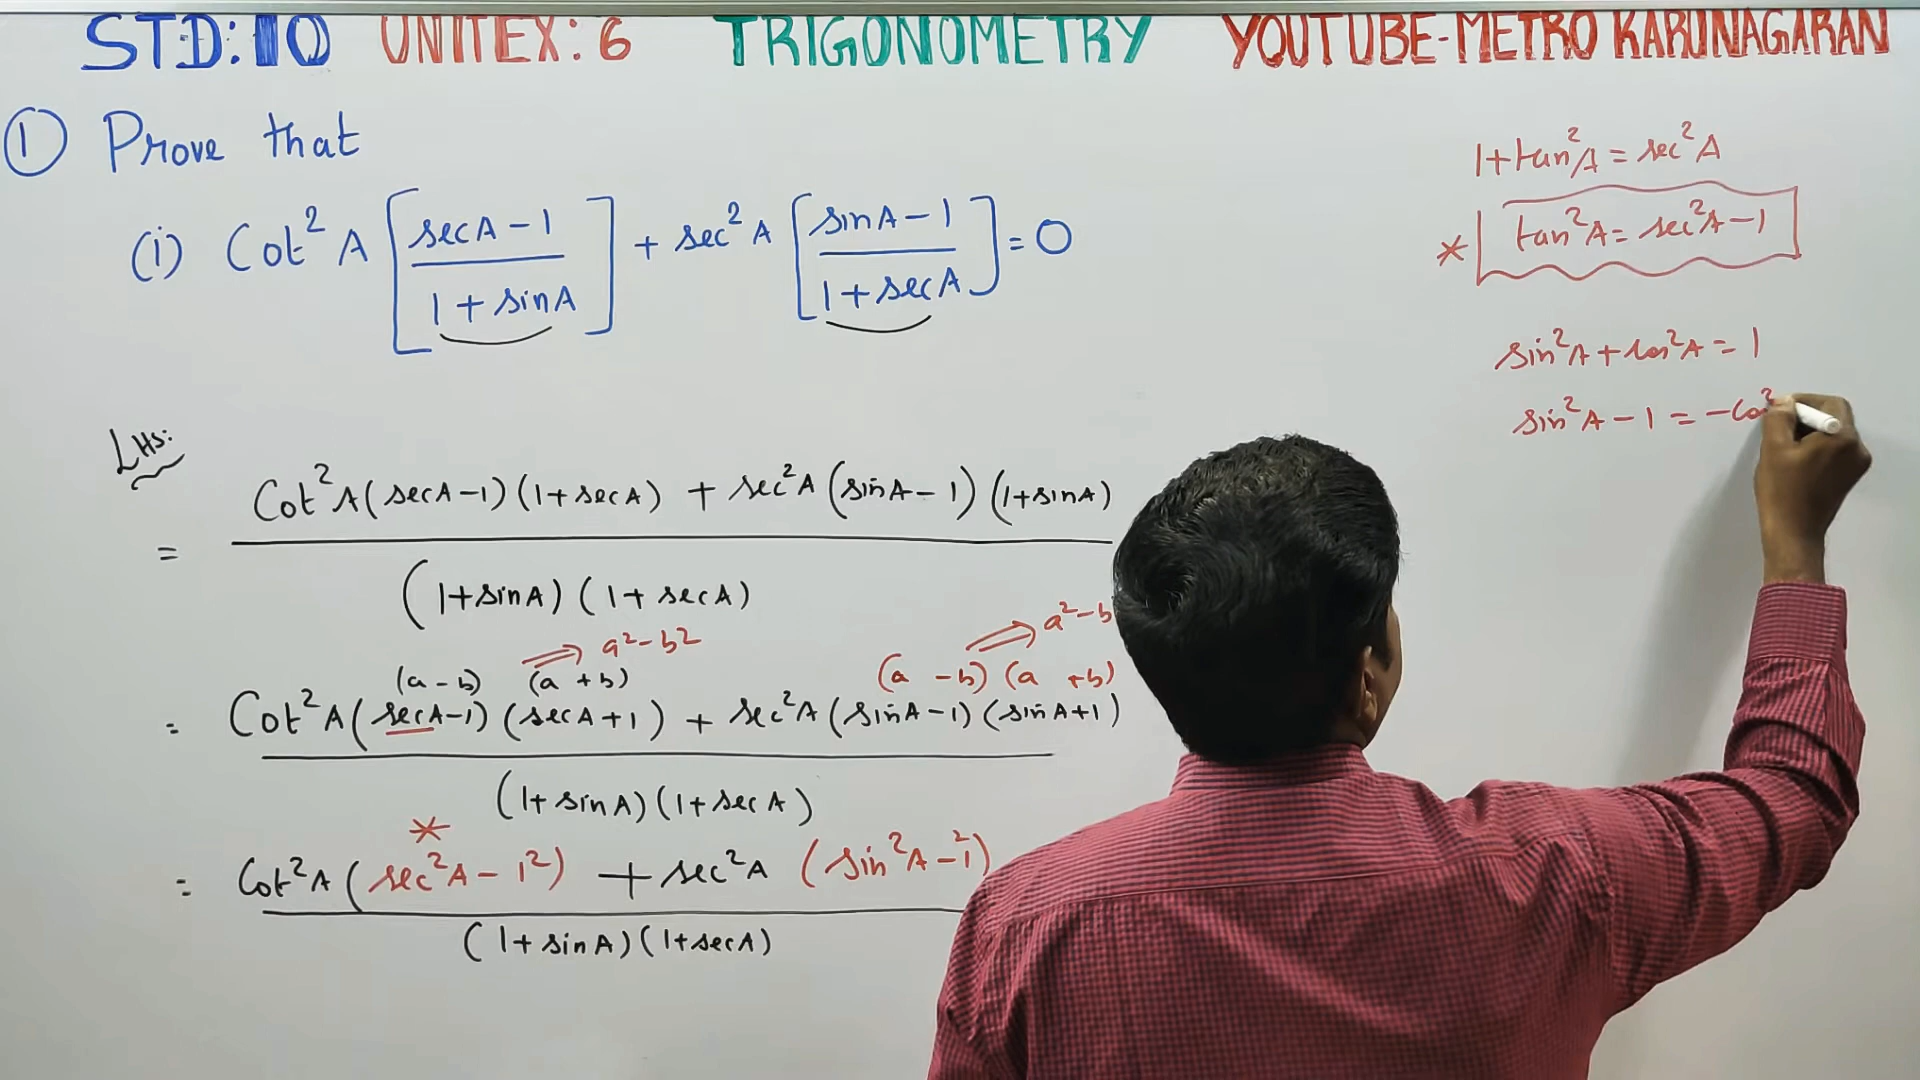 STD:10 UNITEX:6 TRIGONOMETRY YOUTUBE-METRO KARUNAGARAN
① Prove that
(i) Cot²A [ (secA-1)/(1+sinA) ] + sec²A [ (sinA-1)/(1+secA) ] = 0
LHS:
= Cot²A(secA-1)(1+secA) + sec²A(sinA-1)(1+sinA)
(1+sinA)(1+secA)
a²-b2
a²-b
(a-b) (a+b) (a-b) (a+b)
= Cot²A(secA-1)(secA+1) + sec²A(sinA-1)(sinA+1)
(1+sinA)(1+secA)
*
= Cot²A(sec²A-1²) + sec²A (sin²A-1²)
(1+sinA)(1+secA)
1+tan²A=sec²A
* tan²A=sec²A-1
sin²A+cos²A=1
sin²A-1=-cos²